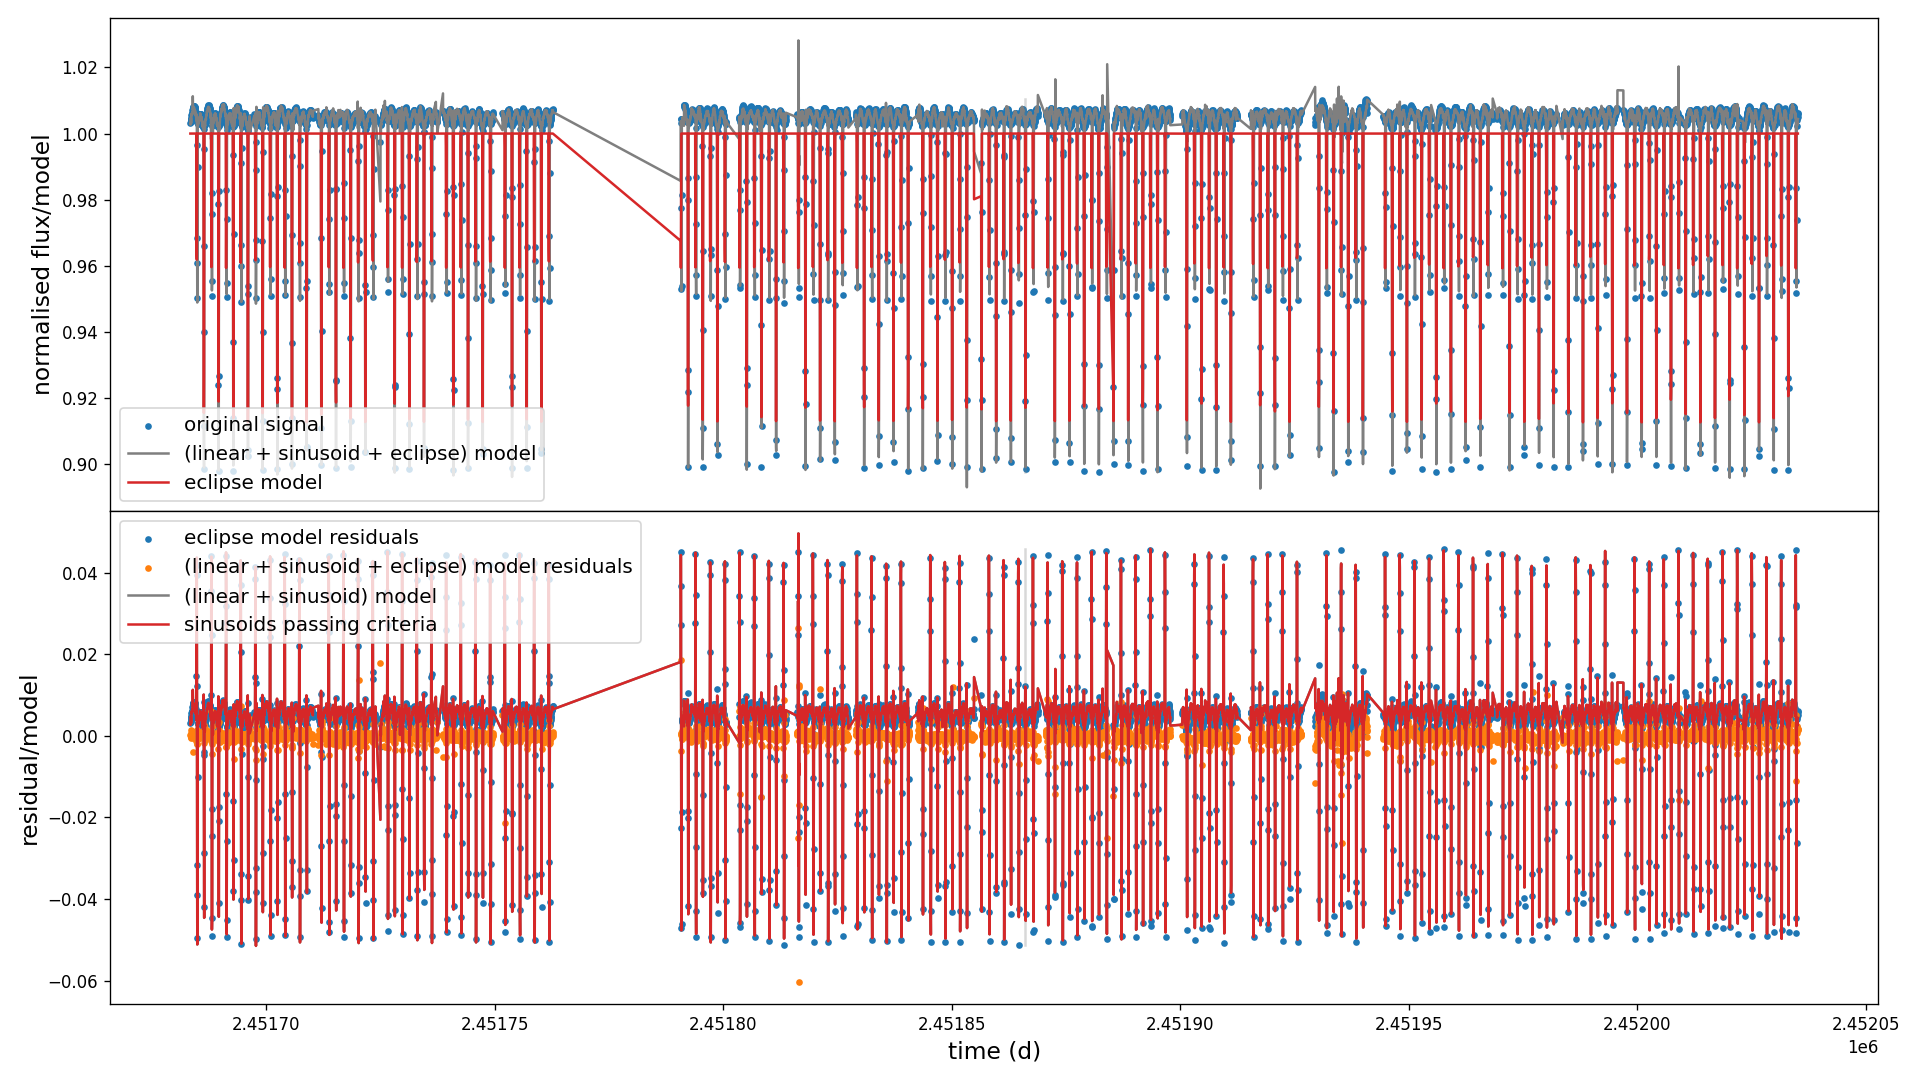 normalised flux/model
1.02
1.00
0.98
0.96
0.94
0.92
0.90
original signal
(linear + sinusoid + eclipse) model
eclipse model
residual/model
0.04
0.02
0.00
−0.02
−0.04
−0.06
eclipse model residuals
(linear + sinusoid + eclipse) model residuals
(linear + sinusoid) model
sinusoids passing criteria
2.45170 2.45175 2.45180 2.45185 2.45190 2.45195 2.45200 2.45205
1e6
time (d)